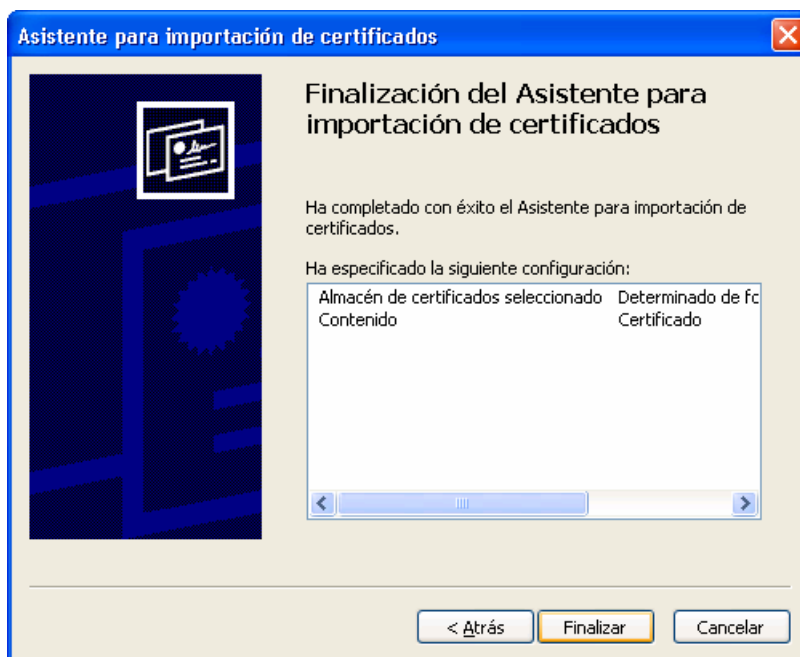 Asistente para importación de certificados
Finalización del Asistente para
importación de certificados
Ha completado con éxito el Asistente para importación de
certificados.
Ha especificado la siguiente configuración:
Almacén de certificados seleccionado Determinado de
Contenido Certificado
< Atrás Finalizar Cancelar